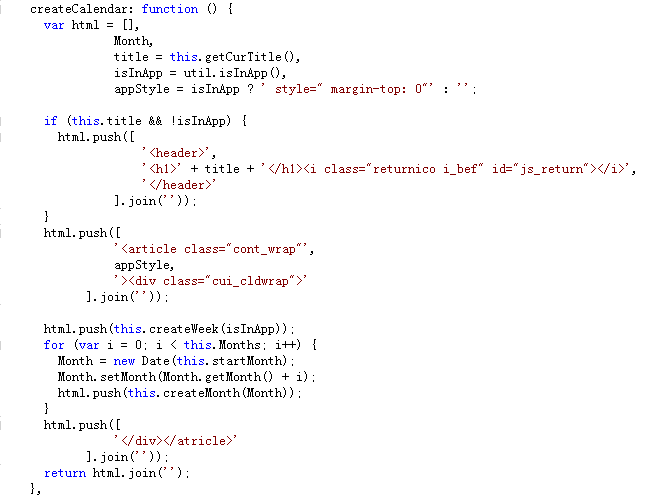 createCalendar: function () {
var html = [],
Month,
title = this.getCurTitle(),
isInApp = util.isInApp(),
appStyle = isInApp ? ' style=" margin-top: 0"' : '';
if (this.title && !isInApp) {
html.push([
'<header>',
'<h1>' + title + '</h1><i class="returnico i_bef" id="js_return"></i>',
'</header>'
].join(''));
}
html.push([
'<article class="cont_wrap"',
appStyle,
'><div class="cui_cldwrap">'
].join(''));
html.push(this.createWeek(isInApp));
for (var i = 0; i < this.Months; i++) {
Month = new Date(this.startMonth);
Month.setMonth(Month.getMonth() + i);
html.push(this.createMonth(Month));
}
html.push([
'</div></atricle>'
].join(''));
return html.join('');
},